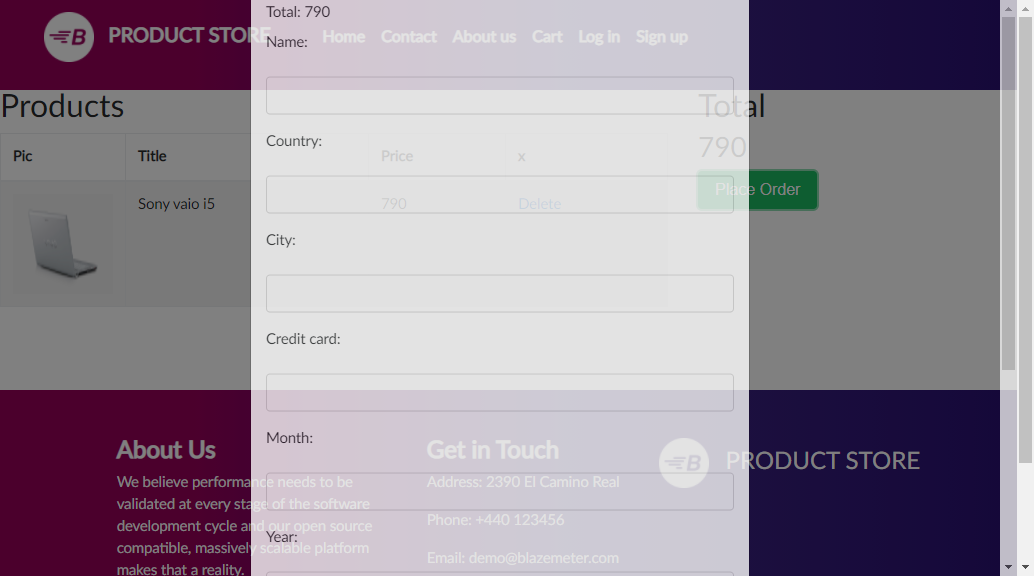 Total: 790
PRODUCT STORE
Home Contact About us Cart Log in Sign up
Name:
Products
Total
790
Country:
Pic Title Price x
Place Order
Sony vaio i5 790 Delete
City:
Credit card:
Month:
About Us
We believe performance needs to be
validated at every stage of the software
development cycle and our open source
compatible, massively scalable platform
makes that a reality.
Get in Touch
Address: 2390 El Camino Real
Phone: +440 123456
Email: demo@blazemeter.com
B PRODUCT STORE
Year: